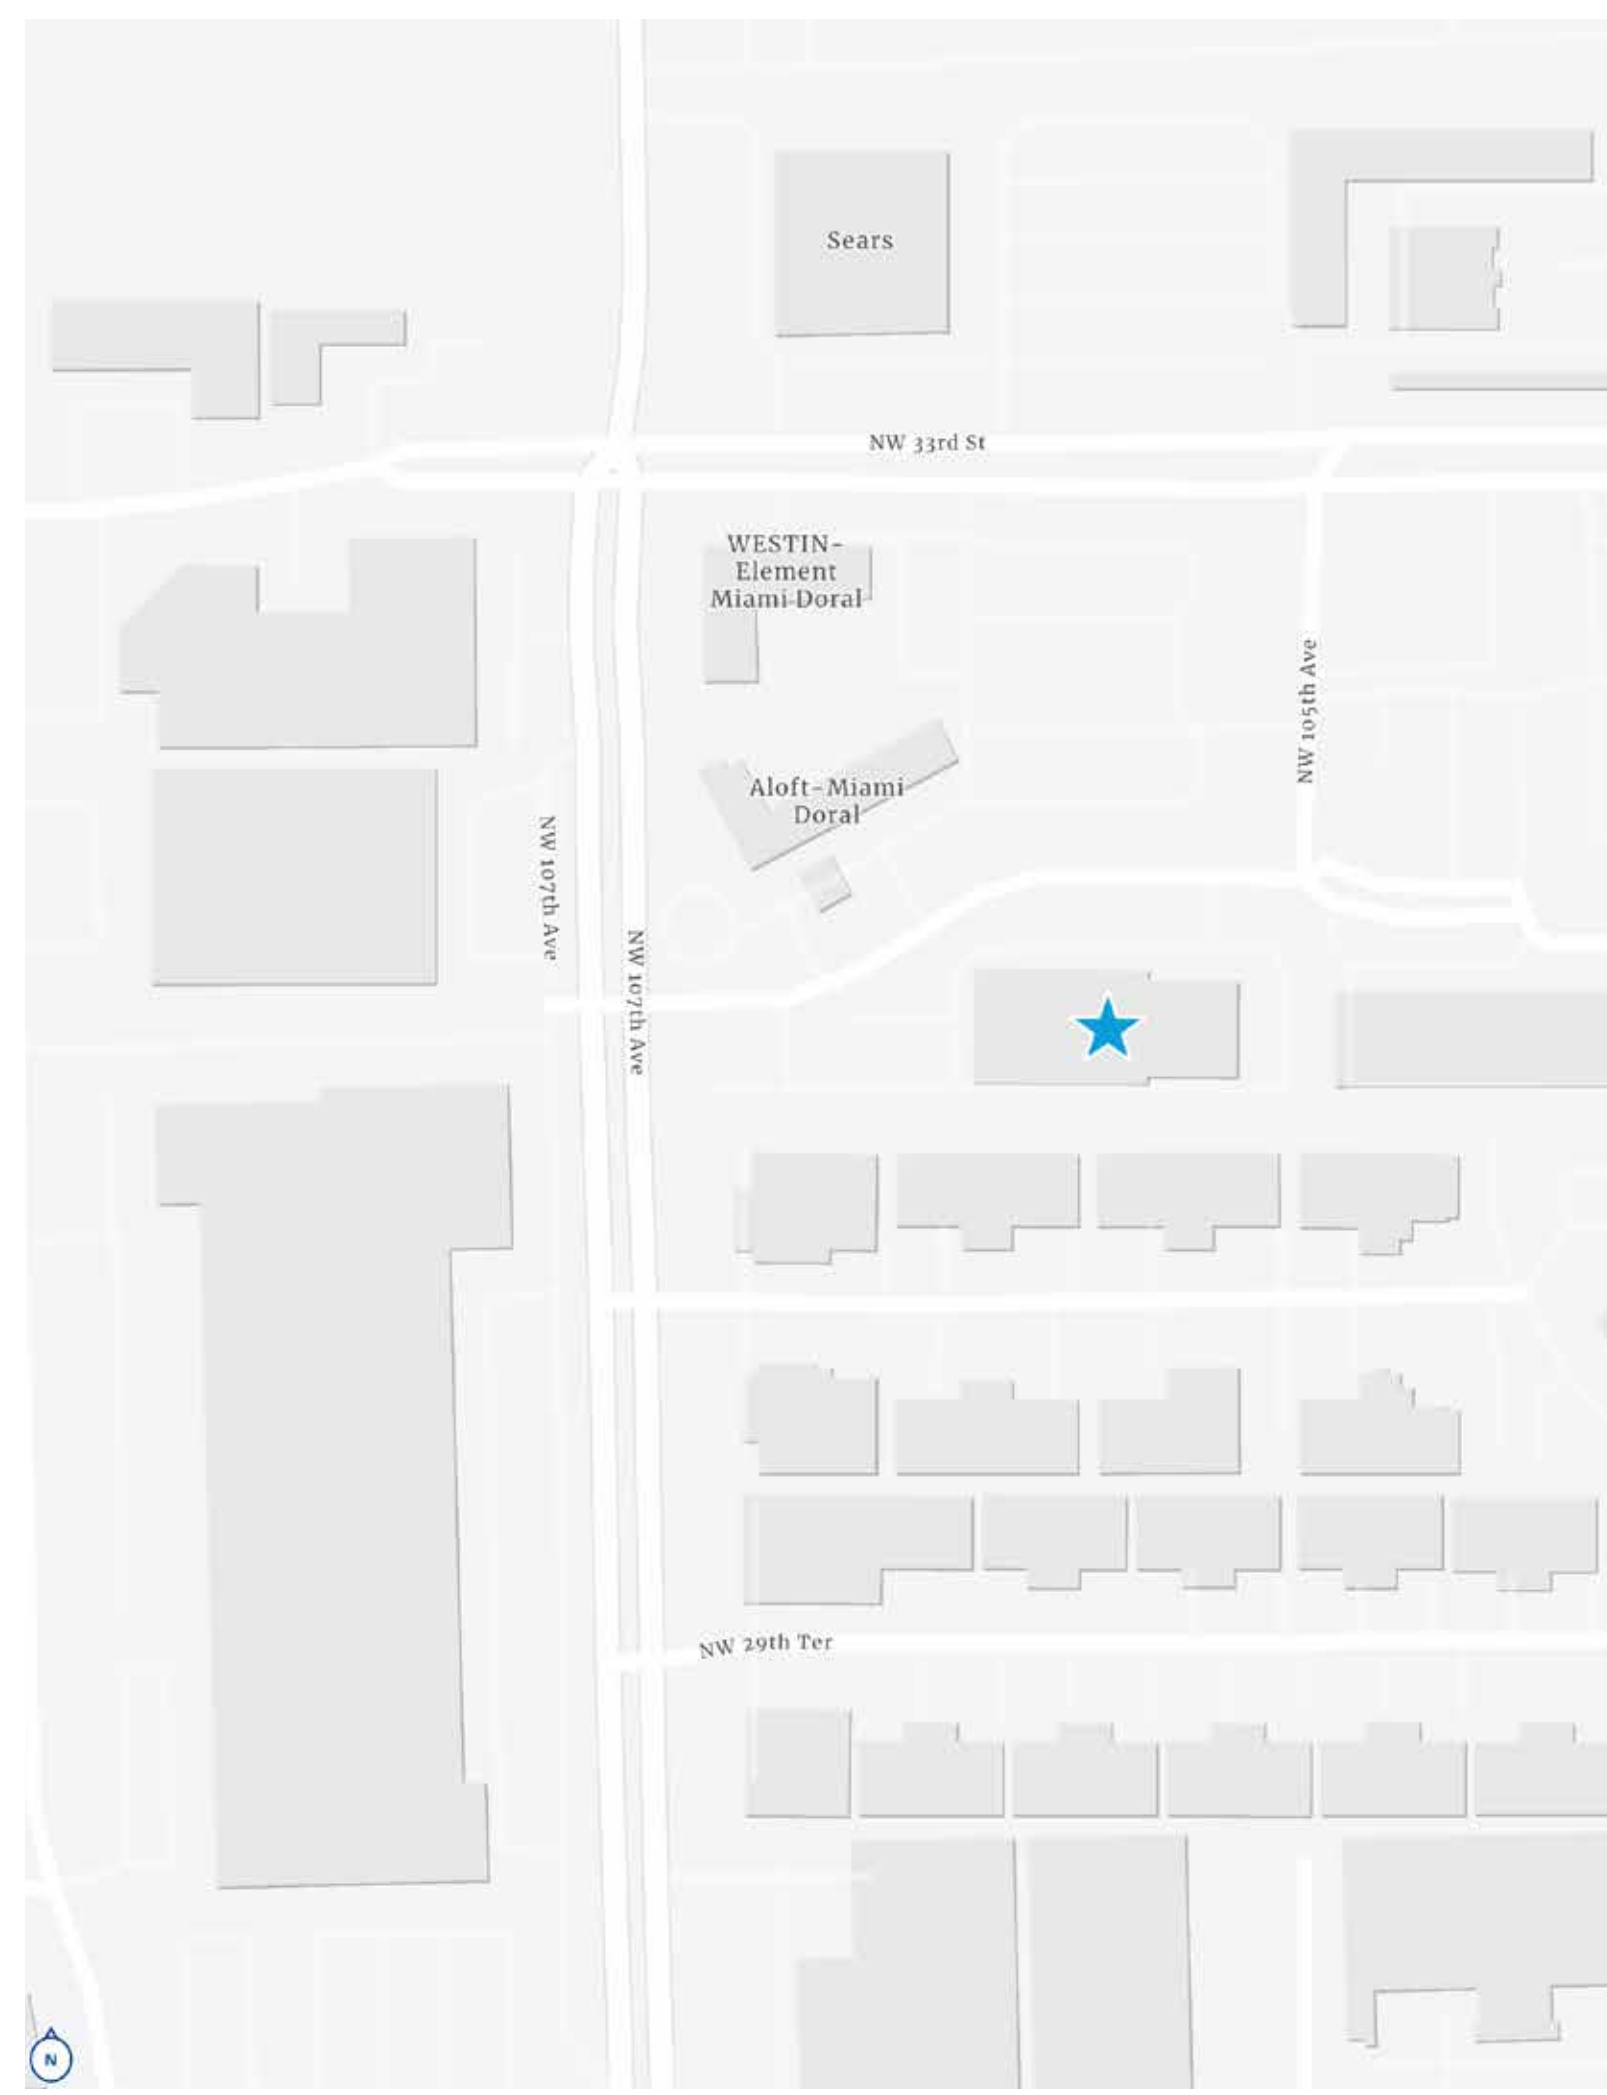 Sears
NW 33rd St
WESTIN-
Element
Miami Doral
NW 105th Ave
Aloft-Miami
Doral
NW 107th Ave
NW 107th Ave
NW 29th Ter
N